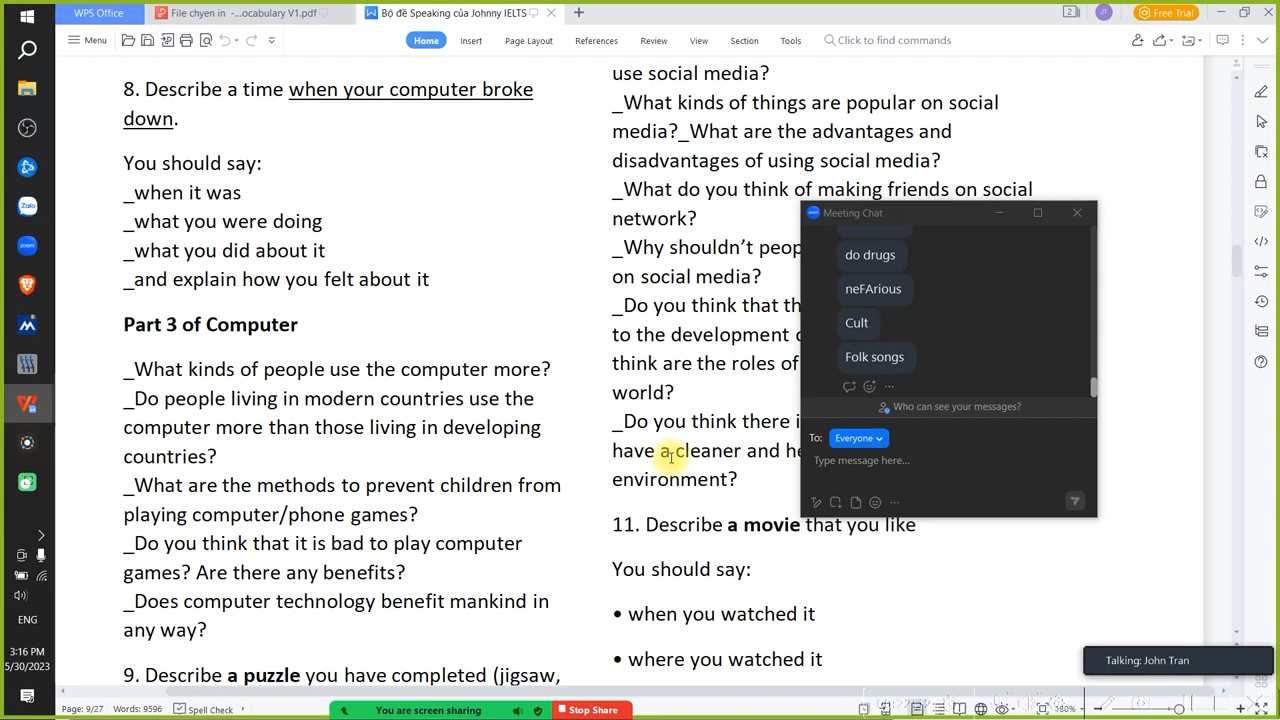 WPS Office
File chyen in -...ocabulary V1.pdf
Bộ đề Speaking của Johnny IELTS
2
JT
Free Trial
Menu
Home
Insert
Page Layout
References
Review
View
Section
Tools
Click to find commands
8. Describe a time when your computer broke
down.
You should say:
_when it was
_what you were doing
_what you did about it
_and explain how you felt about it
Part 3 of Computer
_What kinds of people use the computer more?
_Do people living in modern countries use the
computer more than those living in developing
countries?
_What are the methods to prevent children from
playing computer/phone games?
_Do you think that it is bad to play computer
games? Are there any benefits?
_Does computer technology benefit mankind in
any way?
9. Describe a puzzle you have completed (jigsaw,
use social media?
_What kinds of things are popular on social
media?_What are the advantages and
disadvantages of using social media?
_What do you think of making friends on social
network?
_Why shouldn't peop
on social media?
_Do you think that th
to the development
think are the roles of
world?
_Do you think there i
have a cleaner and he
environment?
11. Describe a movie that you like
You should say:
• when you watched it
• where you watched it
Meeting Chat
do drugs
neFArious
Cult
Folk songs
Who can see your messages?
To: Everyone
Type message here...
Talking: John Tran
Zalo
zoom
ENG
3:16 PM
5/30/2023
Page: 9/27
Words: 9596
Spell Check
You are screen sharing
Stop Share
180%